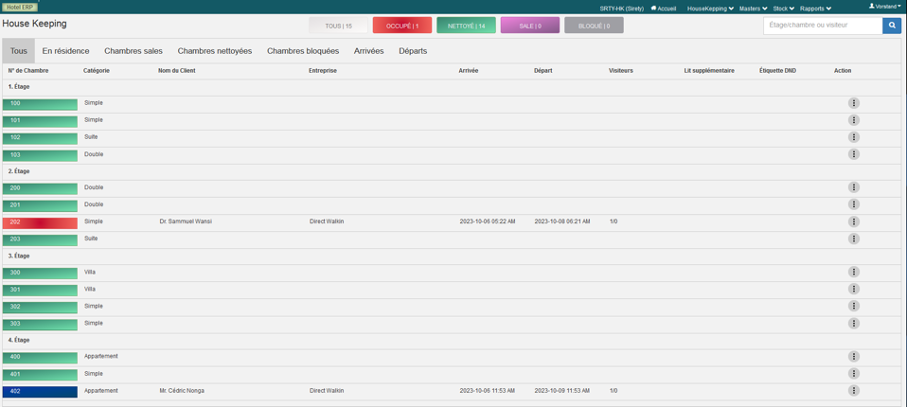 Hotel ERP
SRTY-HK (Sirely) Accueil HouseKepping Masters Stock Rapports Vorstand
House Keeping
TOUS | 15 OCCUPÉ | 1 NETTOYÉ | 14 SALE | 0 BLOQUÉ | 0 Étage/chambre ou visiteur
Tous En résidence Chambres sales Chambres nettoyées Chambres bloquées Arrivées Départs
N° de Chambre Catégorie Nom du Client Entreprise Arrivée Départ Visiteurs Lit supplémentaire Étiquette DND Action
1. Étage
100 Simple
101 Simple
102 Suite
103 Double
2. Étage
200 Double
201 Double
202 Simple Dr. Sammuel Wansi Direct Walkin 2023-10-06 05:22 AM 2023-10-08 06:21 AM 1/0
203 Suite
3. Étage
300 Villa
301 Villa
302 Simple
303 Simple
4. Étage
400 Appartement
401 Simple
402 Appartement Mr. Cédric Nonga Direct Walkin 2023-10-06 11:53 AM 2023-10-09 11:53 AM 1/0